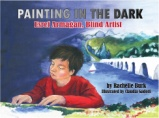 PAINTING IN THE DARK
Esref Armagan, Blind Artist
by Rachelle Burk
Illustrated by Claudia Gadotti